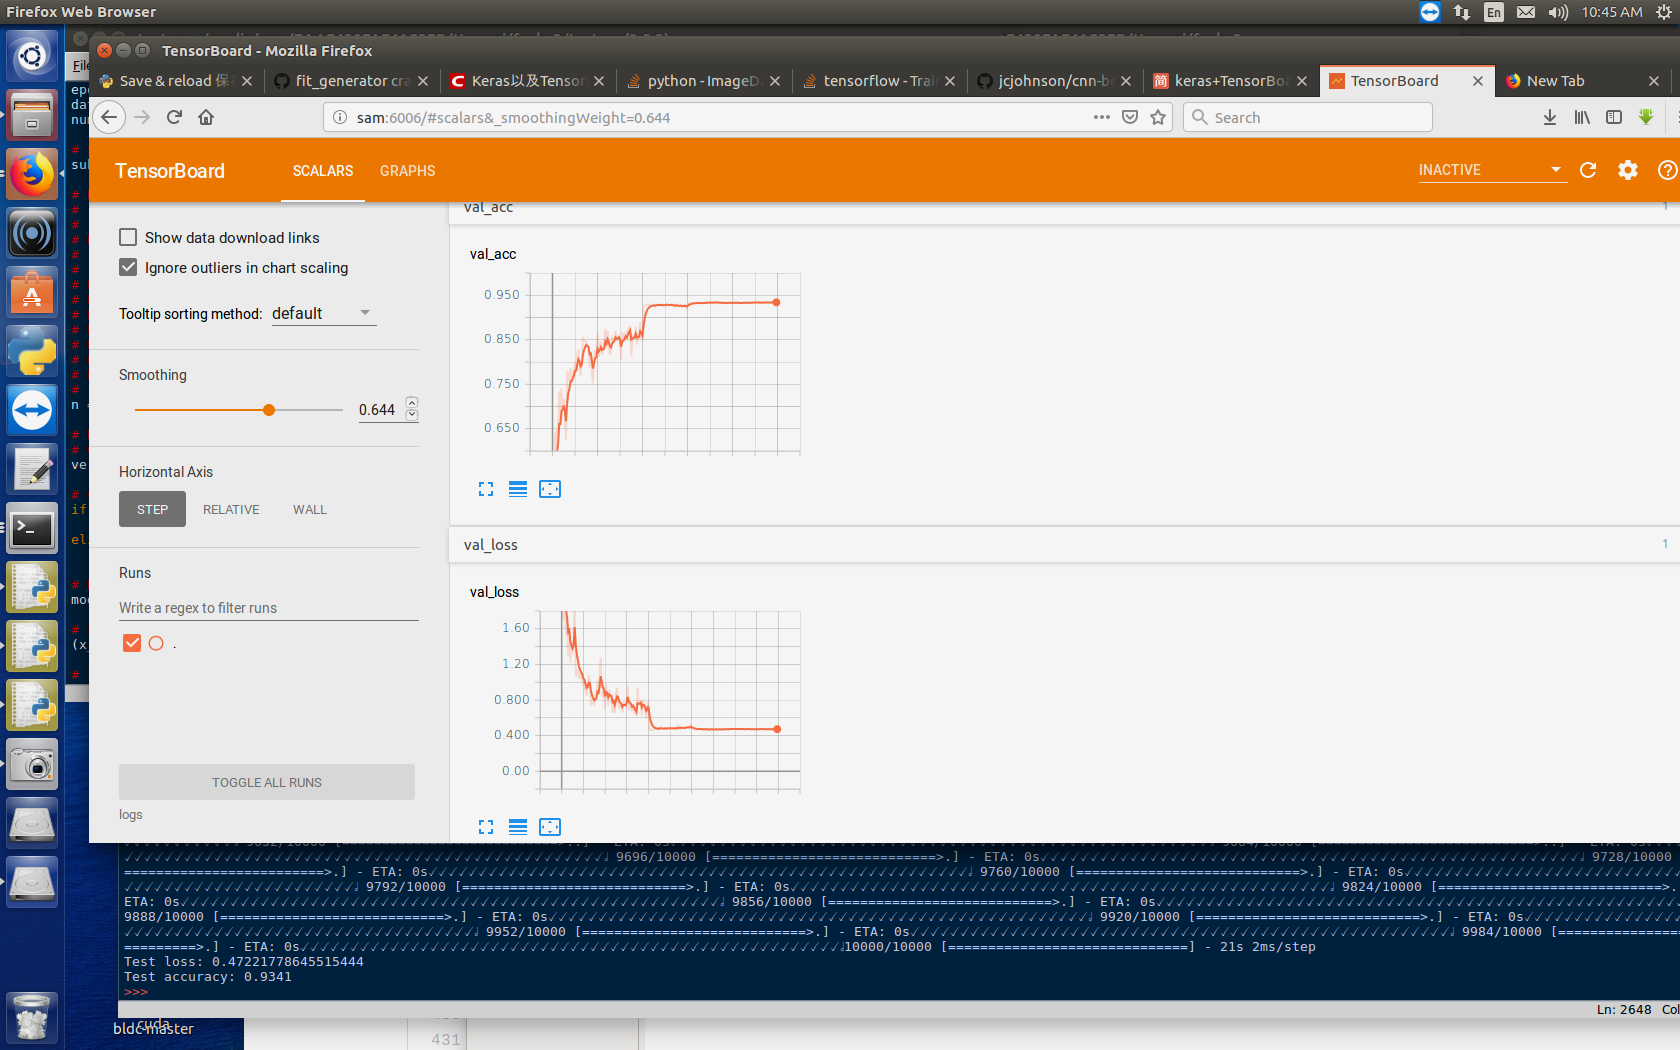 Firefox Web Browser
En
10:45 AM
TensorBoard - Mozilla Firefox
Save & reload
fit_generator cra
Keras以及Tensor
python - ImageDa
tensorflow - Train
jcjohnson/cnn-be
keras+TensorBoa
TensorBoard
New Tab
sam:6006/#scalars&_smoothingWeight=0.644
Search
TensorBoard
SCALARS
GRAPHS
INACTIVE
Show data download links
Ignore outliers in chart scaling
Tooltip sorting method: default
Smoothing
0.644
Horizontal Axis
STEP
RELATIVE
WALL
Runs
Write a regex to filter runs
.
TOGGLE ALL RUNS
logs
val_acc 1
val_acc
0.950
0.850
0.750
0.650
val_loss 1
val_loss
1.60
1.20
0.800
0.400
0.00
9696/10000 [============================>.] - ETA: 0s 9728/10000
=========================>.] - ETA: 0s 9760/10000 [============================>.] - ETA: 0s
9792/10000 [============================>.] - ETA: 0s 9824/10000 [============================>.
ETA: 0s 9856/10000 [============================>.] - ETA: 0s
9888/10000 [============================>.] - ETA: 0s 9920/10000 [============================>.] - ETA: 0s
9952/10000 [============================>.] - ETA: 0s 9984/10000 [===============
=========>.] - ETA: 0s 10000/10000 [==============================] - 21s 2ms/step
Test loss: 0.47221778645515444
Test accuracy: 0.9341
>>>
Ln: 2648 Col
cuda
bldc-master
431